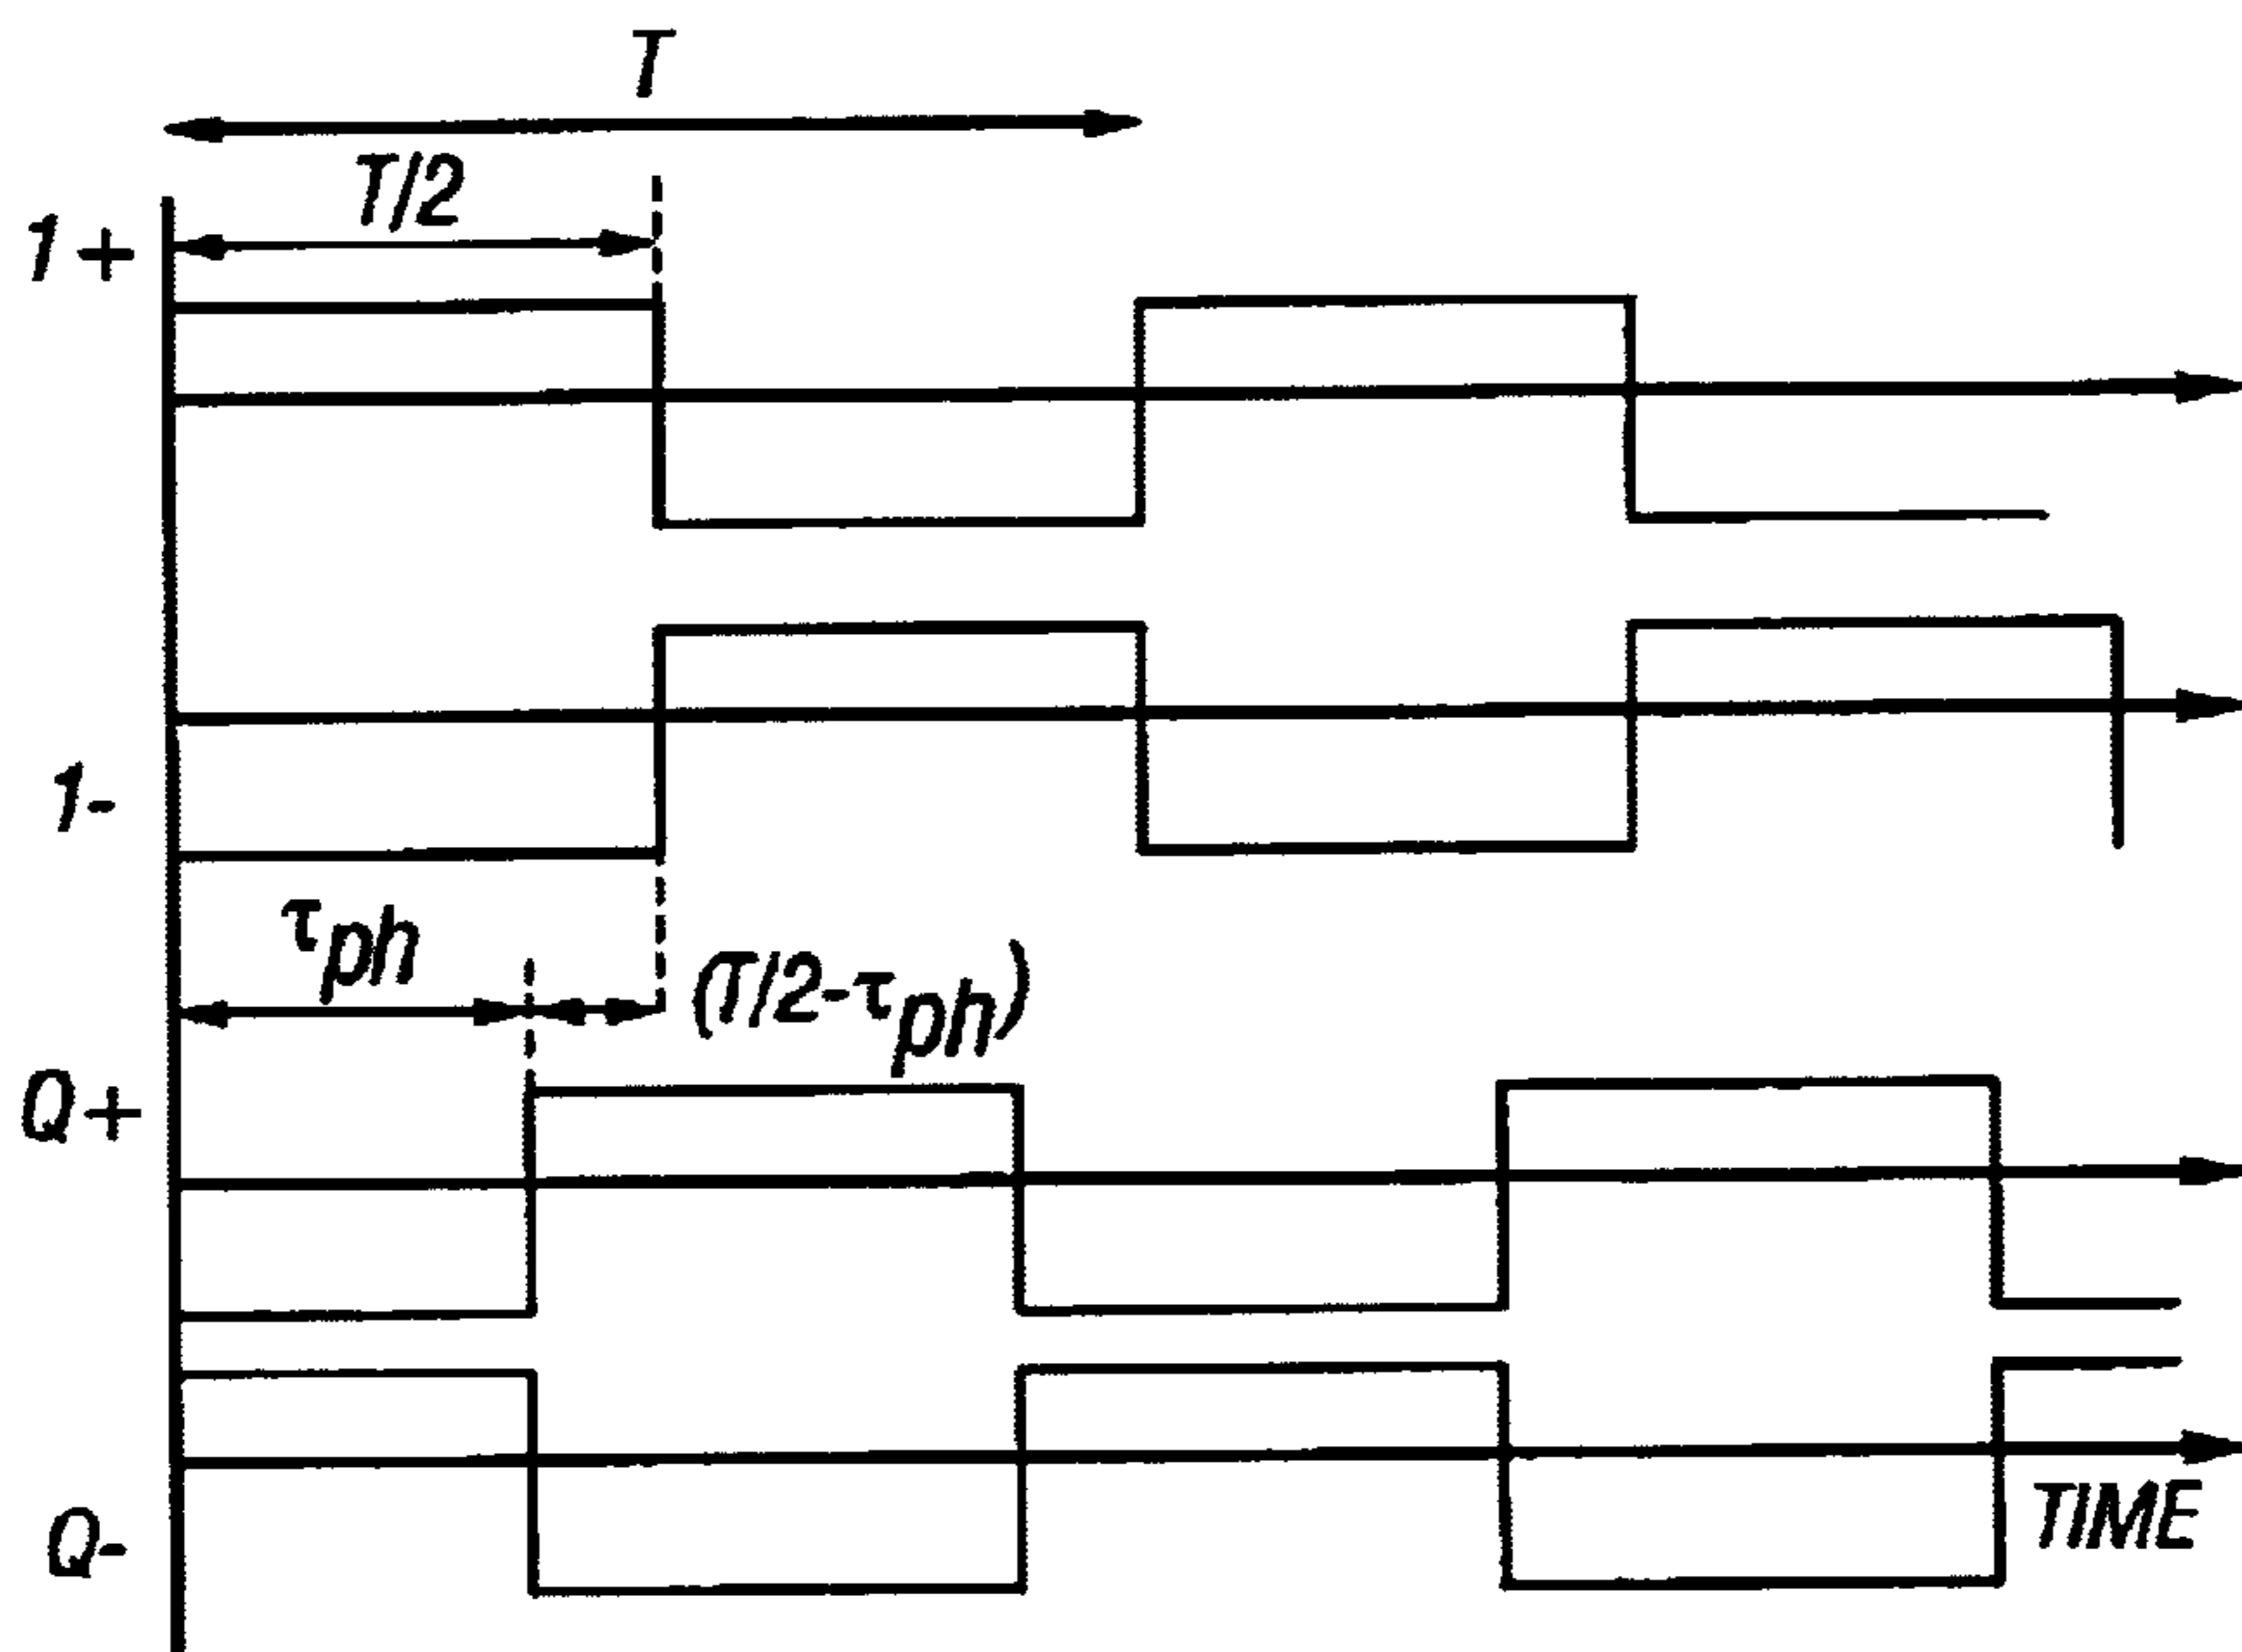 T
T/2
1+
1-
τph
(T/2-τph)
Q+
Q-
TIME